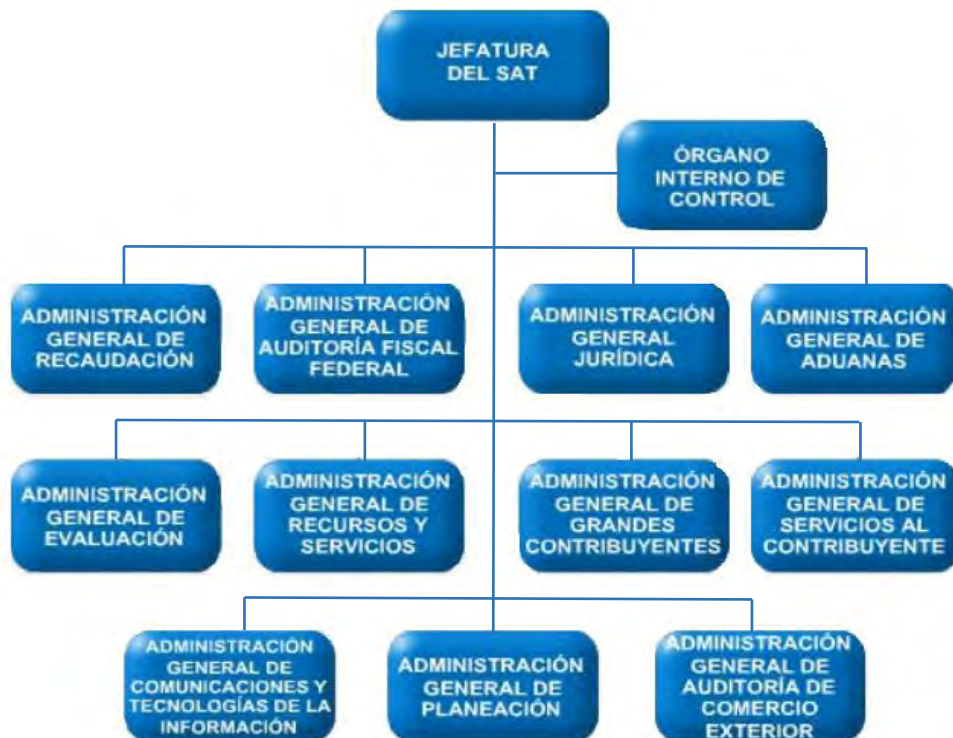 JEFATURA
DEL SAT
ÓRGANO
INTERNO DE
CONTROL
ADMINISTRACIÓN
GENERAL DE
RECAUDACIÓN
ADMINISTRACIÓN
GENERAL DE
AUDITORÍA FISCAL
FEDERAL
ADMINISTRACIÓN
GENERAL
JURÍDICA
ADMINISTRACIÓN
GENERAL DE
ADUANAS
ADMINISTRACIÓN
GENERAL DE
EVALUACIÓN
ADMINISTRACIÓN
GENERAL DE
RECURSOS Y
SERVICIOS
ADMINISTRACIÓN
GENERAL DE
GRANDES
CONTRIBUYENTES
ADMINISTRACIÓN
GENERAL DE
SERVICIOS AL
CONTRIBUYENTE
ADMINISTRACIÓN
GENERAL DE
COMUNICACIONES Y
TECNOLOGÍAS DE LA
INFORMACIÓN
ADMINISTRACIÓN
GENERAL DE
PLANEACIÓN
ADMINISTRACIÓN
GENERAL DE
AUDITORÍA DE
COMERCIO
EXTERIOR